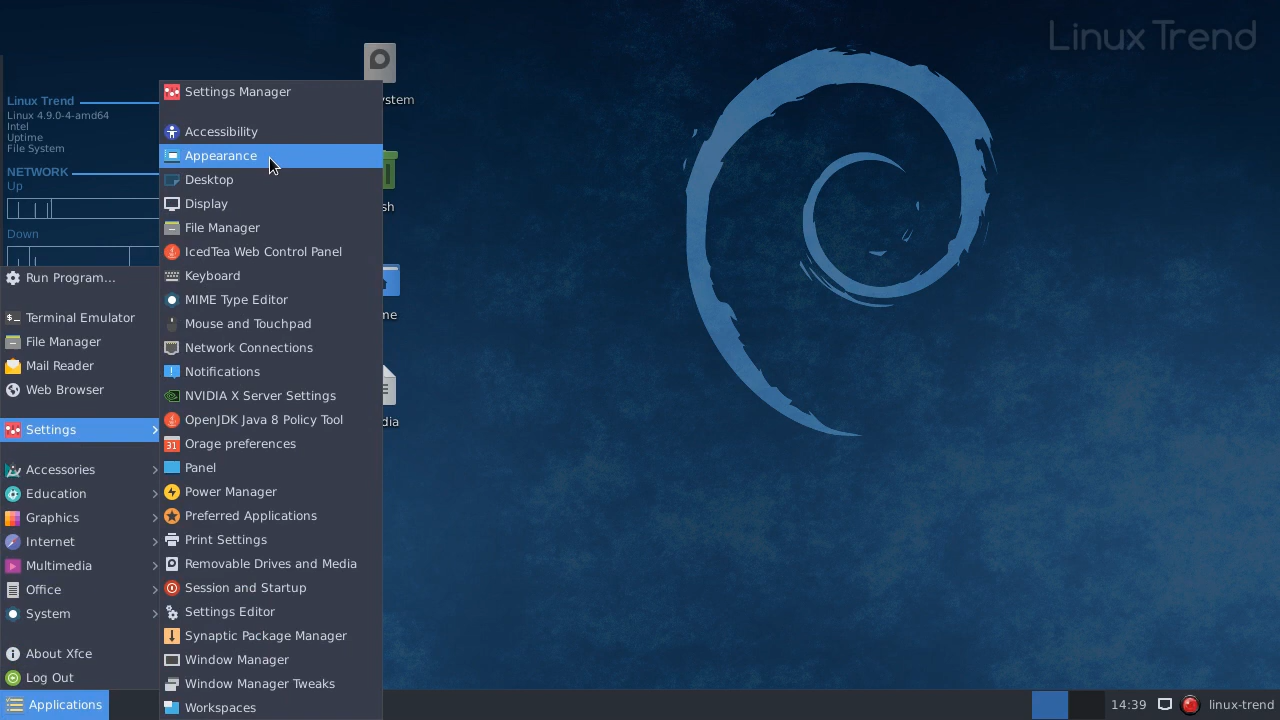 Linux Trend
File System
Linux Trend
Linux 4.9.0-4-amd64
Intel
Uptime
File System
NETWORK
Up
Down
Run Program...
Terminal Emulator
File Manager
Mail Reader
Web Browser
Settings
Accessories
Education
Graphics
Internet
Multimedia
Office
System
About Xfce
Log Out
Settings Manager
Accessibility
Appearance
Desktop
Display
File Manager
IcedTea Web Control Panel
Keyboard
MIME Type Editor
Mouse and Touchpad
Network Connections
Notifications
NVIDIA X Server Settings
OpenJDK Java 8 Policy Tool
Orage preferences
Panel
Power Manager
Preferred Applications
Print Settings
Removable Drives and Media
Session and Startup
Settings Editor
Synaptic Package Manager
Window Manager
Window Manager Tweaks
Workspaces
31
Applications
14:39
linux-trend